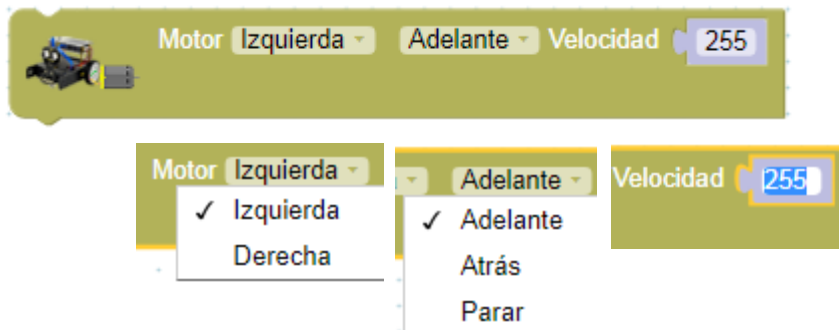 Motor Izquierda Adelante Velocidad 255
Motor Izquierda
Izquierda
Derecha
Adelante
Adelante
Atrás
Parar
Velocidad 255